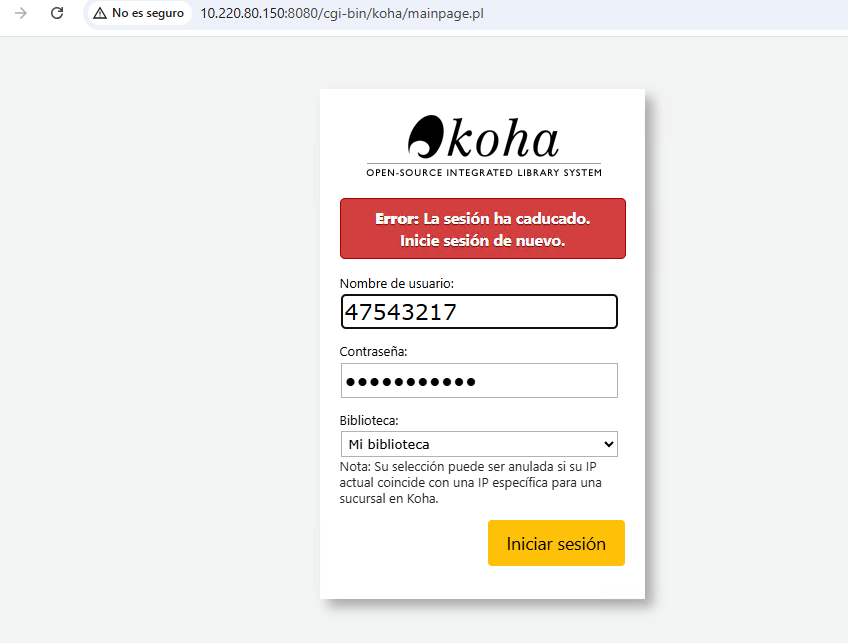 No es seguro 10.220.80.150:8080/cgi-bin/koha/mainpage.pl
koha
OPEN-SOURCE INTEGRATED LIBRARY SYSTEM
Error: La sesión ha caducado.
Inicie sesión de nuevo.
Nombre de usuario:
47543217
Contraseña:
●●●●●●●●●●●
Biblioteca:
Mi biblioteca
Nota: Su selección puede ser anulada si su IP
actual coincide con una IP específica para una
sucursal en Koha.
Iniciar sesión